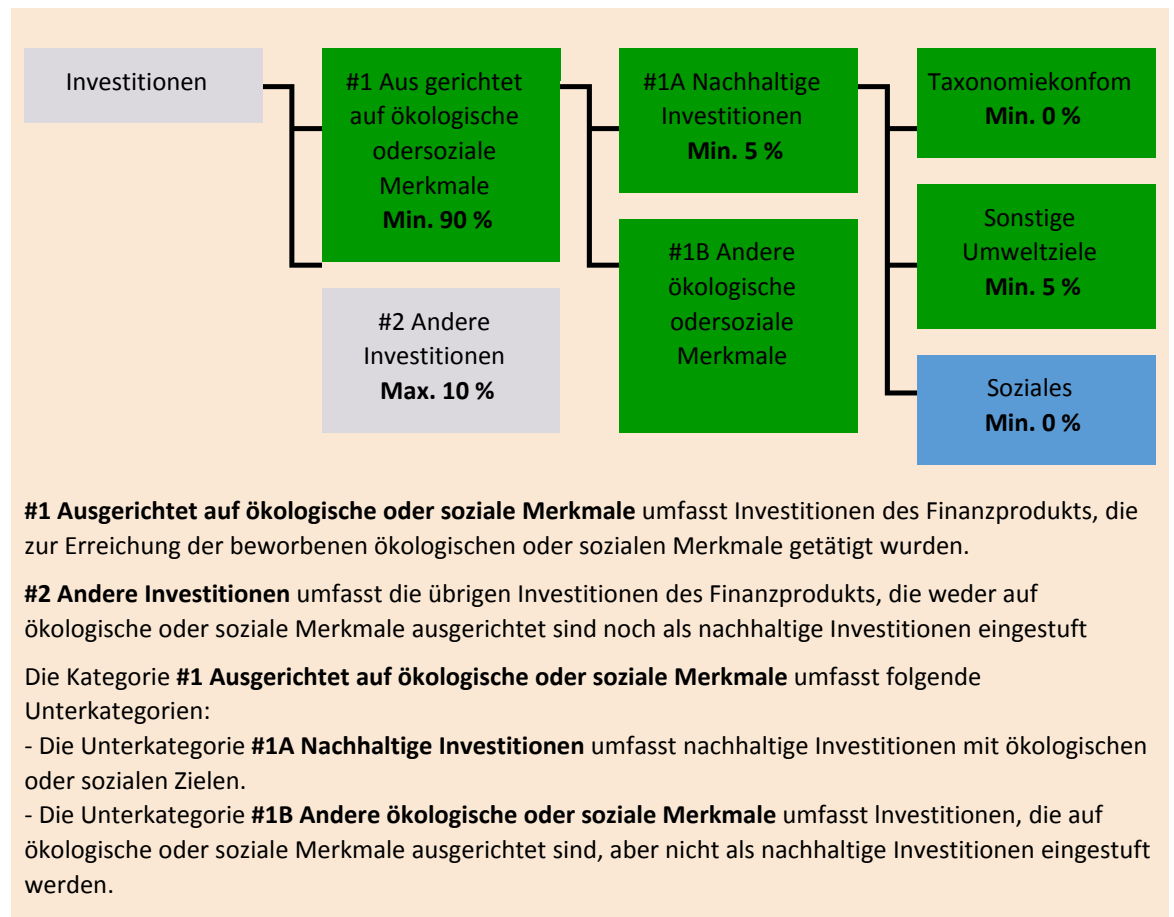 Investitionen
#1 Aus gerichtet
auf ökologische
odersoziale
Merkmale
Min. 90 %
#2 Andere
Investitionen
Max. 10 %
#1A Nachhaltige
Investitionen
Min. 5 %
#1B Andere
ökologische
odersoziale
Merkmale
Taxonomiekonfom
Min. 0 %
Sonstige
Umweltziele
Min. 5 %
Soziales
Min. 0 %
#1 Ausgerichtet auf ökologische oder soziale Merkmale umfasst Investitionen des Finanzprodukts, die
zur Erreichung der beworbenen ökologischen oder sozialen Merkmale getätigt wurden.
#2 Andere Investitionen umfasst die übrigen Investitionen des Finanzprodukts, die weder auf
ökologische oder soziale Merkmale ausgerichtet sind noch als nachhaltige Investitionen eingestuft
Die Kategorie #1 Ausgerichtet auf ökologische oder soziale Merkmale umfasst folgende
Unterkategorien:
- Die Unterkategorie #1A Nachhaltige Investitionen umfasst nachhaltige Investitionen mit ökologischen
oder sozialen Zielen.
- Die Unterkategorie #1B Andere ökologische oder soziale Merkmale umfasst lnvestitionen, die auf
ökologische oder soziale Merkmale ausgerichtet sind, aber nicht als nachhaltige Investitionen eingestuft
werden.